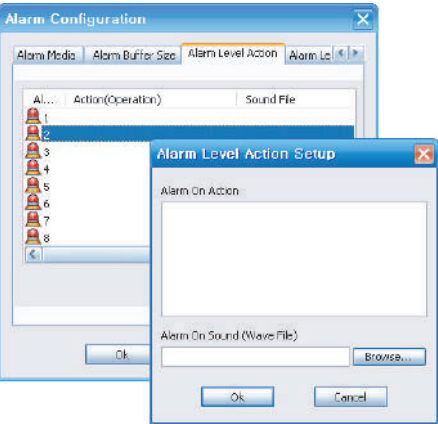 Alarm Configuration
Alarm Media Alarm Buffer Size Alarm Level Action Alarm Le
Al... Action(Operation) Sound File
1
2
3
4
5
6
7
8
Ok
Alarm Level Action Setup
Alarm On Action
Alarm On Sound (Wave File)
Browse...
Ok Cancel